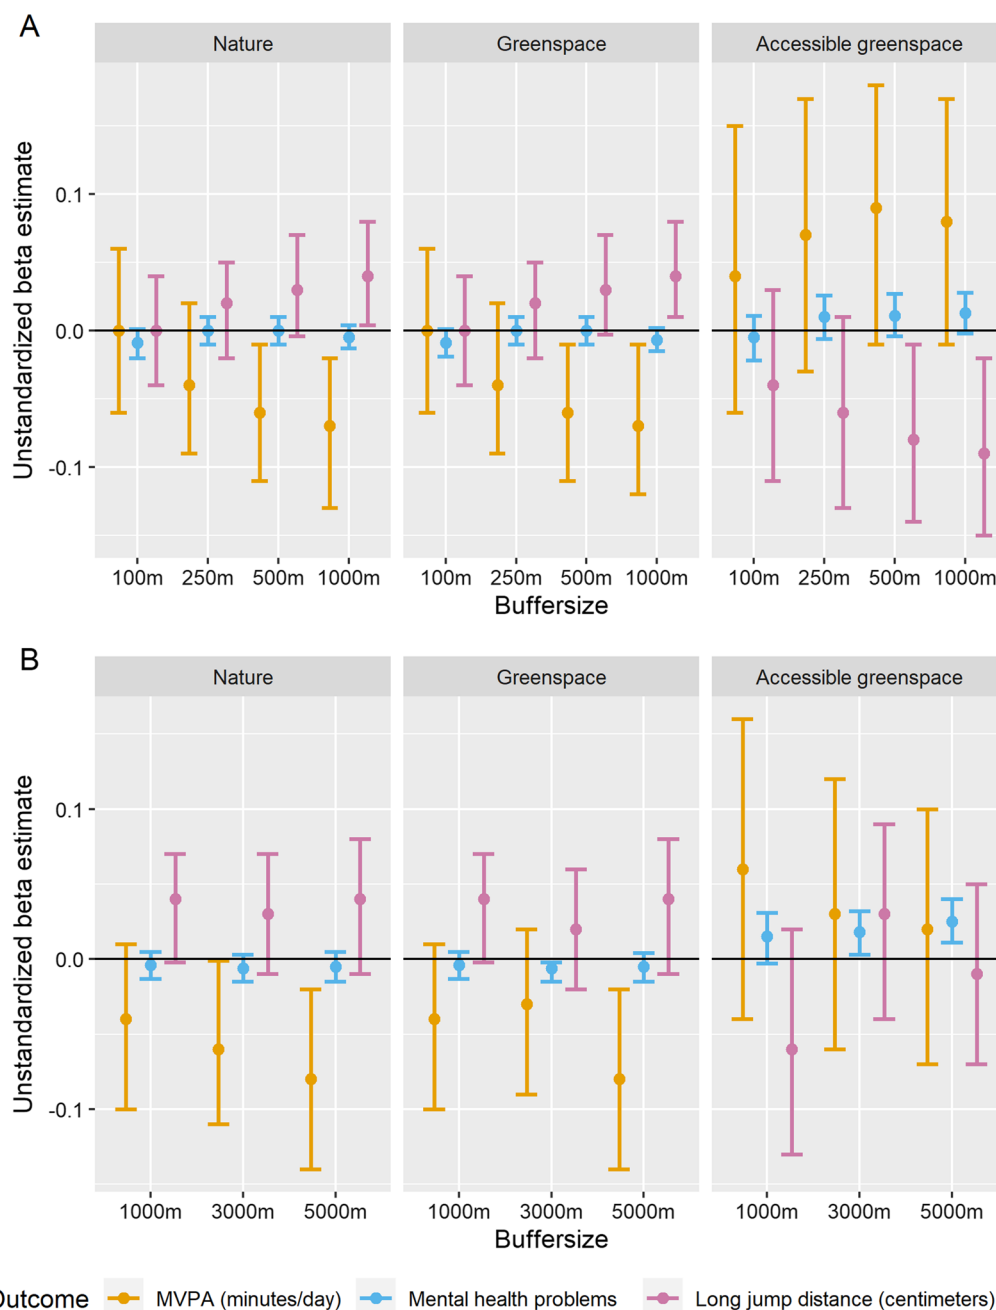 A
Nature Greenspace Accessible greenspace
Unstandardized beta estimate
0.1
0.0
-0.1
100m 250m 500m 1000m 100m 250m 500m 1000m 100m 250m 500m 1000m
Buffersize
B
Nature Greenspace Accessible greenspace
Unstandardized beta estimate
0.1
0.0
-0.1
1000m 3000m 5000m 1000m 3000m 5000m 1000m 3000m 5000m
Buffersize
Outcome MVPA (minutes/day) Mental health problems Long jump distance (centimeters)